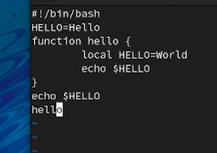 #!/bin/bash
HELLO=Hello
function hello {
        local HELLO=World
        echo $HELLO
}
echo $HELLO
hello
~
~